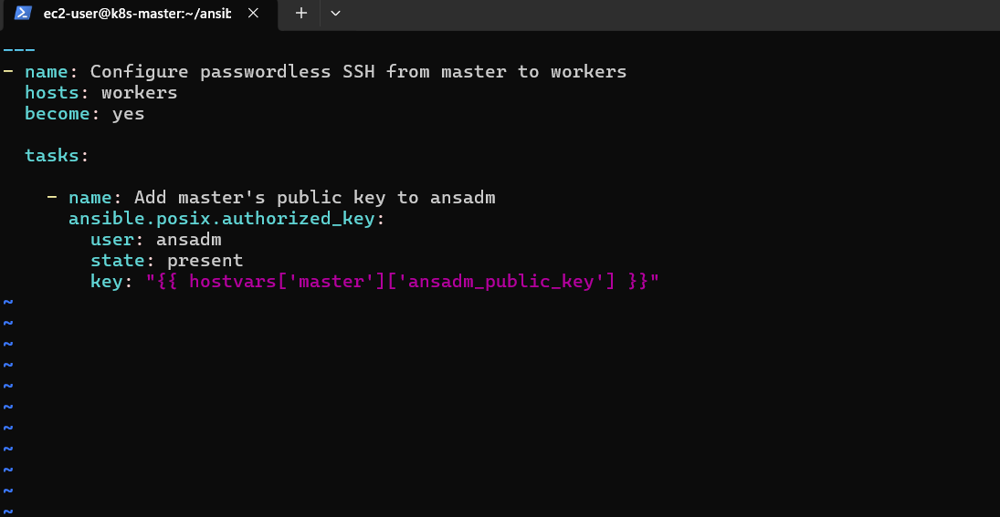 ec2-user@k8s-master:~/ansib
---
- name: Configure passwordless SSH from master to workers
  hosts: workers
  become: yes
  tasks:
    - name: Add master's public key to ansadm
      ansible.posix.authorized_key:
        user: ansadm
        state: present
        key: "{{ hostvars['master']['ansadm_public_key'] }}"
~
~
~
~
~
~
~
~
~
~
~